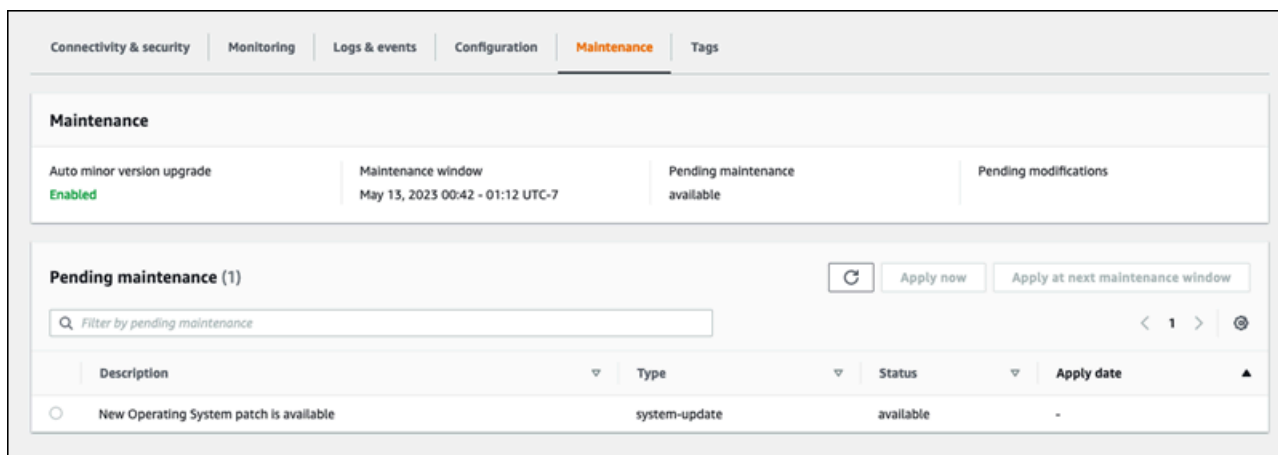 Connectivity & security Monitoring Logs & events Configuration Maintenance Tags
Maintenance
Auto minor version upgrade Maintenance window Pending maintenance Pending modifications
Enabled May 13, 2023 00:42 - 01:12 UTC-7 available
Pending maintenance (1) Apply now Apply at next maintenance window
Filter by pending maintenance 1
Description Type Status Apply date
New Operating System patch is available system-update available -